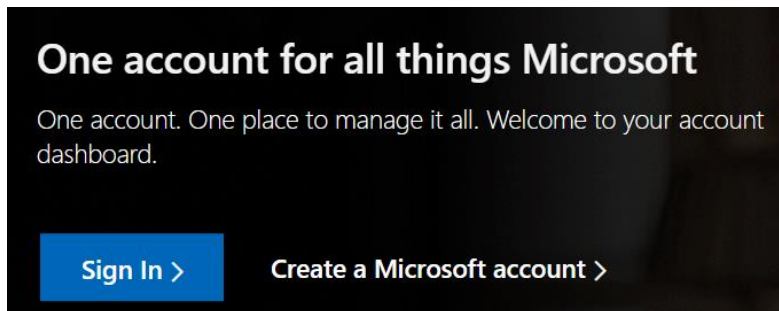 One account for all things Microsoft
One account. One place to manage it all. Welcome to your account
dashboard.
Sign In >
Create a Microsoft account >